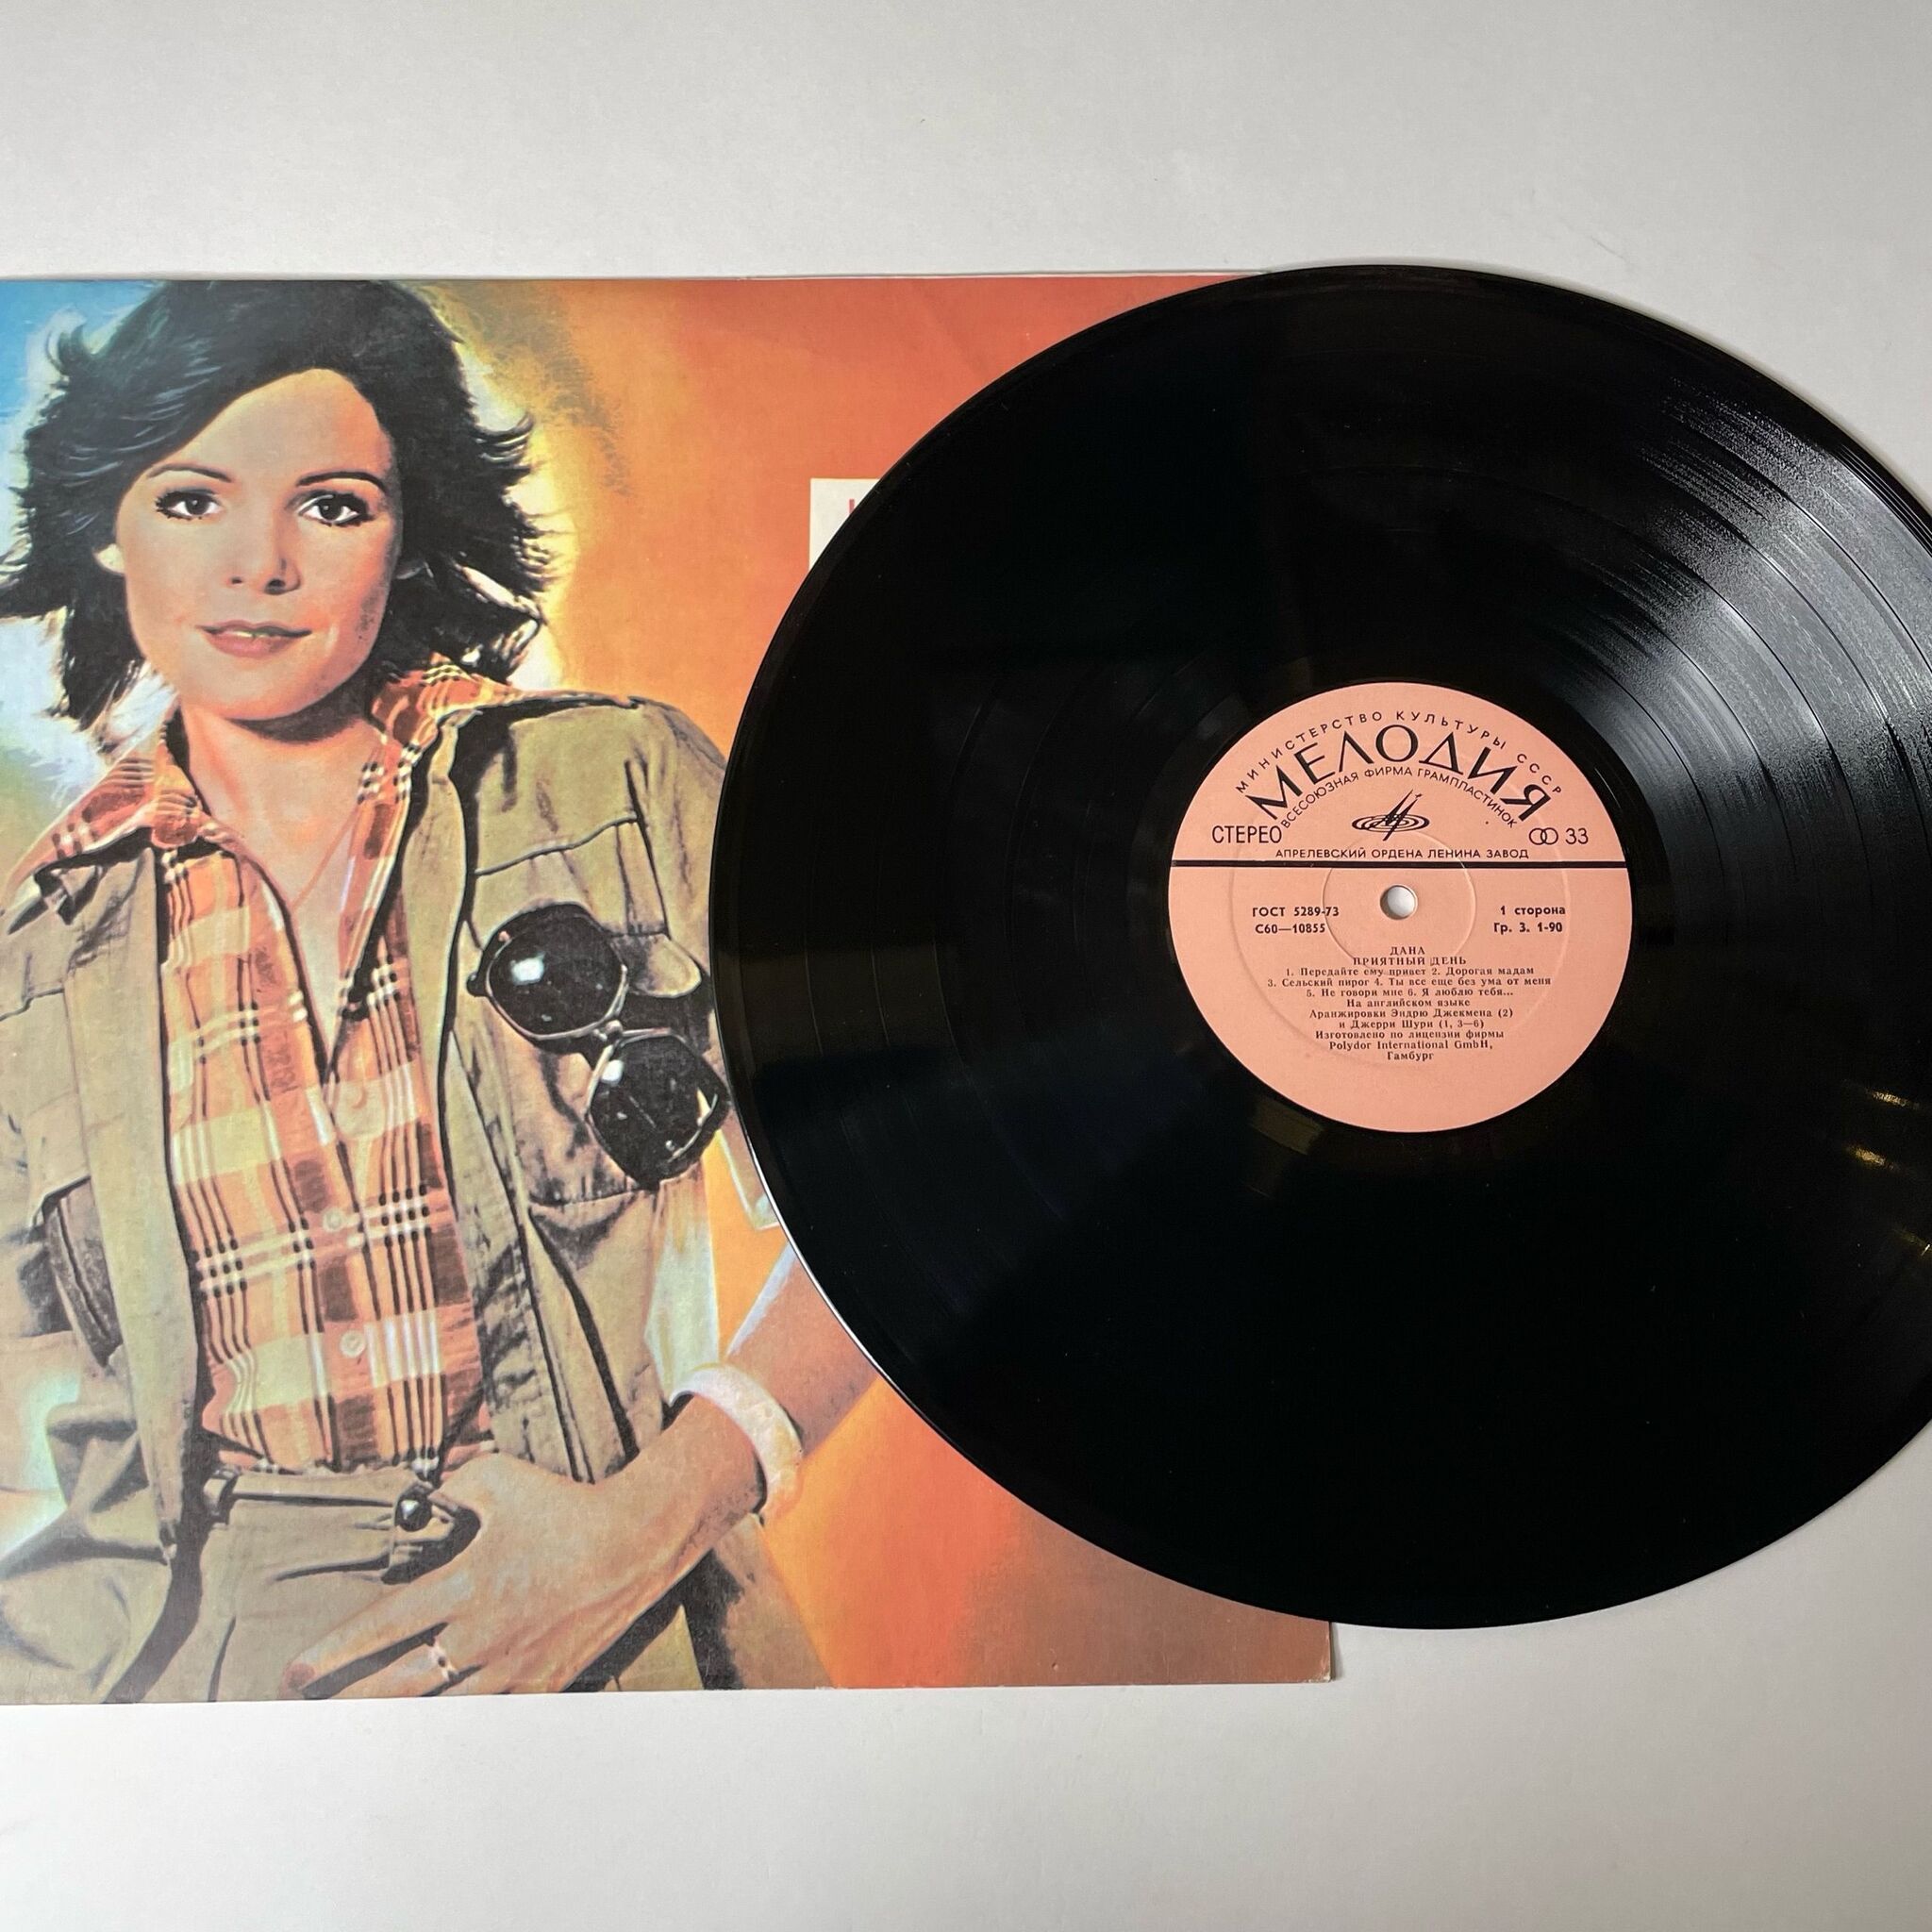 МИНИСТЕРСТВО КУЛЬТУРЫ СССР
МЕЛОДИЯ
ВСЕСОЮЗНАЯ ФИРМА ГРАМПЛАСТИНОК
СТЕРЕО
33
АПРЕЛЕВСКИЙ ОРДЕНА ЛЕНИНА ЗАВОД
ГОСТ 5289-73
1 сторона
С60—10855
Гр. 3. 1-90
ДАНА
ПРИЯТНЫЙ ДЕНЬ
1. Передайте ему привет 2. Дорогая мадам
3. Сельский пирог 4. Ты все еще без ума от меня
5. Не говори мне 6. Я люблю тебя...
На английском языке
Аранжировки Эндрю Джекмена (2)
и Джерри Шури (1, 3—6)
Изготовлено по лицензии фирмы
Polydor International GmbH,
Гамбург